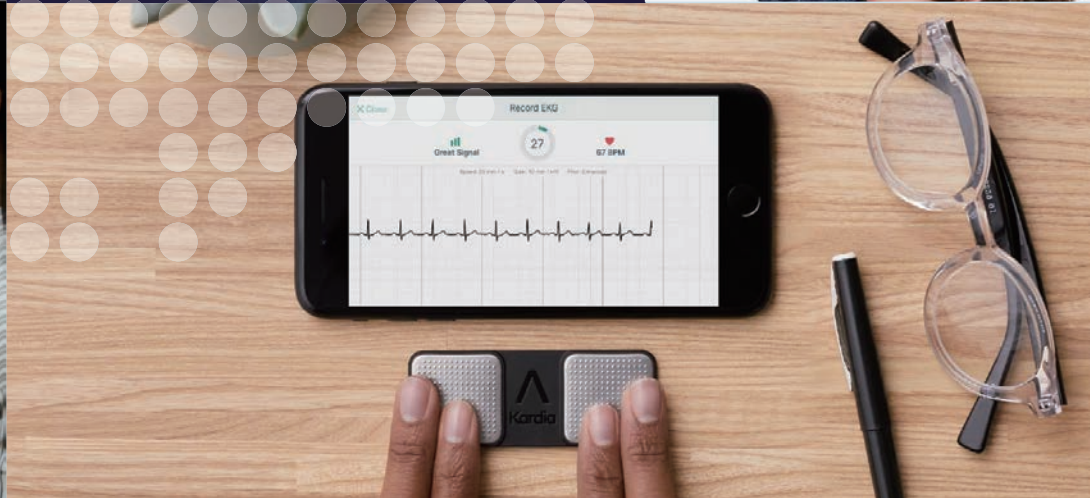 X Close
Record EKG
27
Great Signal
67 BPM
Kardia